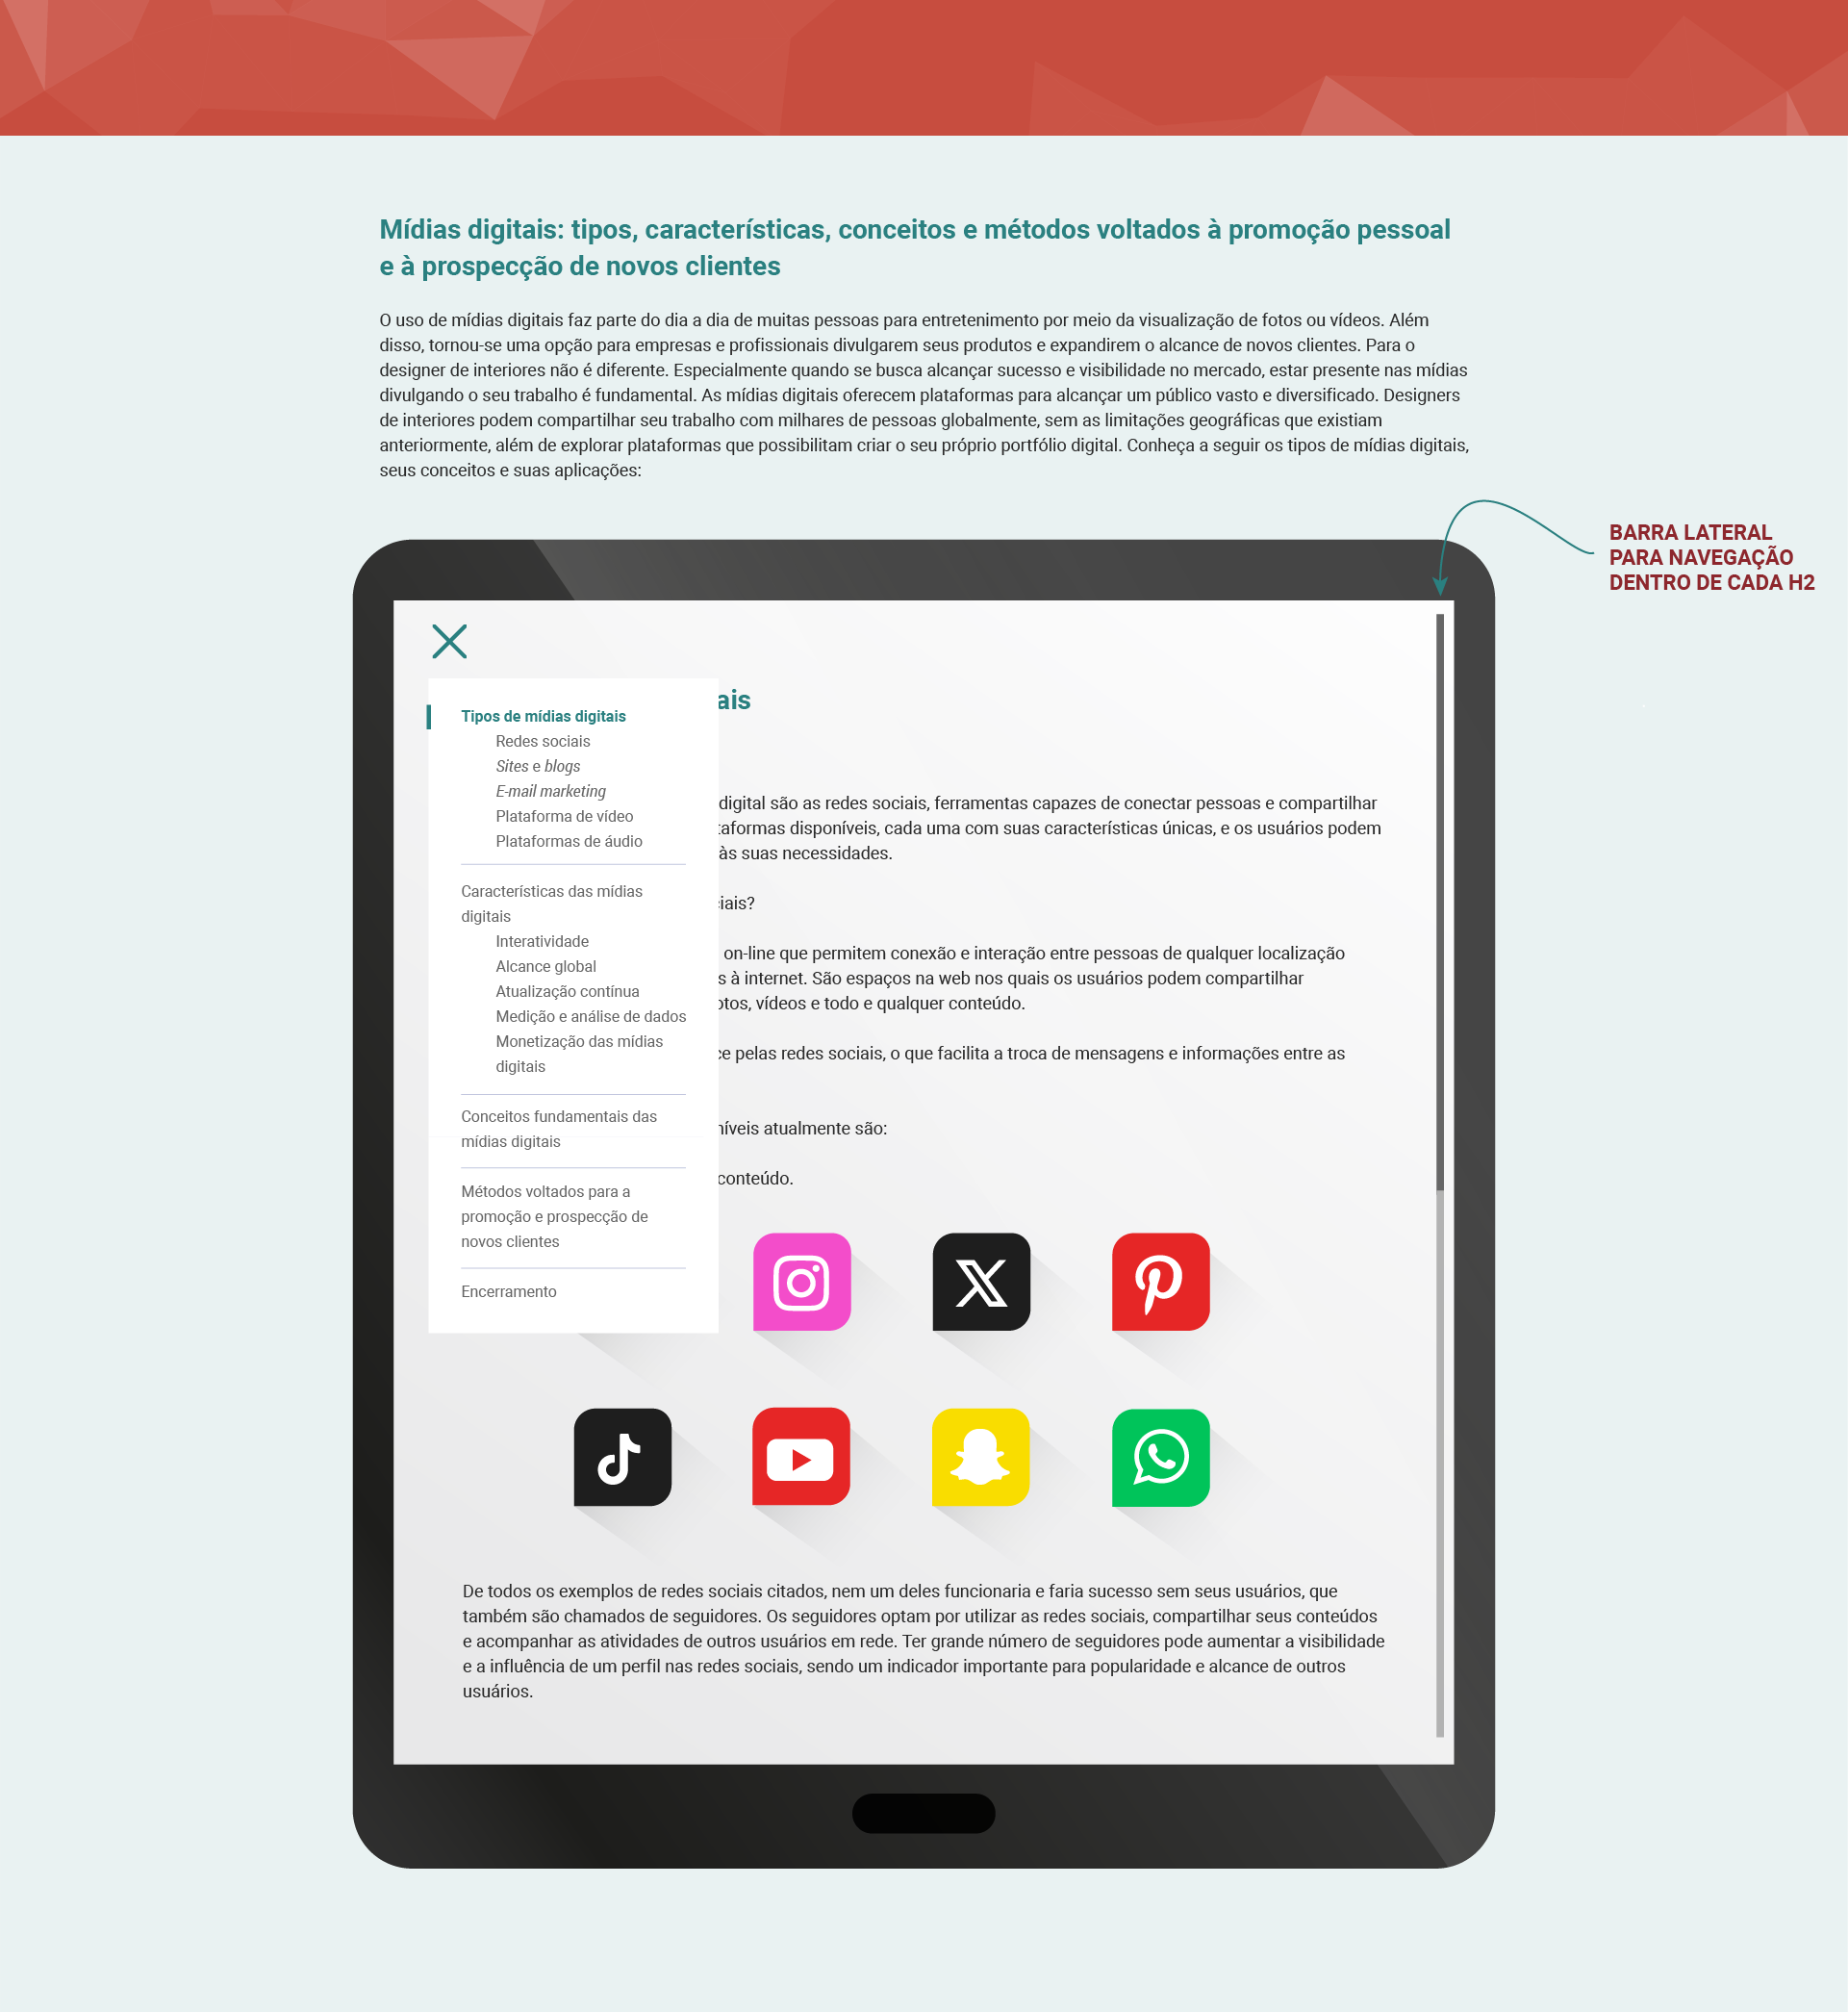 Mídias digitais: tipos, características, conceitos e métodos voltados à promoção pessoal
e à prospecção de novos clientes
O uso de mídias digitais faz parte do dia a dia de muitas pessoas para entretenimento por meio da visualização de fotos ou vídeos. Além
disso, tornou-se uma opção para empresas e profissionais divulgarem seus produtos e expandirem o alcance de novos clientes. Para o
designer de interiores não é diferente. Especialmente quando se busca alcançar sucesso e visibilidade no mercado, estar presente nas mídias
divulgando o seu trabalho é fundamental. As mídias digitais oferecem plataformas para alcançar um público vasto e diversificado. Designers
de interiores podem compartilhar seu trabalho com milhares de pessoas globalmente, sem as limitações geográficas que existiam
anteriormente, além de explorar plataformas que possibilitam criar o seu próprio portfólio digital. Conheça a seguir os tipos de mídias digitais,
seus conceitos e suas aplicações:
BARRA LATERAL
PARA NAVEGAÇÃO
DENTRO DE CADA H2
Tipos de mídias digitais
Redes sociais
Sites e blogs
E-mail marketing
Plataforma de vídeo
Plataformas de áudio
Características das mídias
digitais
Interatividade
Alcance global
Atualização contínua
Medição e análise de dados
Monetização das mídias
digitais
Conceitos fundamentais das
mídias digitais
Métodos voltados para a
promoção e prospecção de
novos clientes
Encerramento
ais
digital são as redes sociais, ferramentas capazes de conectar pessoas e compartilhar
taformas disponíveis, cada uma com suas características únicas, e os usuários podem
às suas necessidades.
ciais?
on-line que permitem conexão e interação entre pessoas de qualquer localização
s à internet. São espaços na web nos quais os usuários podem compartilhar
otos, vídeos e todo e qualquer conteúdo.
ce pelas redes sociais, o que facilita a troca de mensagens e informações entre as
níveis atualmente são:
conteúdo.
De todos os exemplos de redes sociais citados, nem um deles funcionaria e faria sucesso sem seus usuários, que
também são chamados de seguidores. Os seguidores optam por utilizar as redes sociais, compartilhar seus conteúdos
e acompanhar as atividades de outros usuários em rede. Ter grande número de seguidores pode aumentar a visibilidade
e a influência de um perfil nas redes sociais, sendo um indicador importante para popularidade e alcance de outros
usuários.